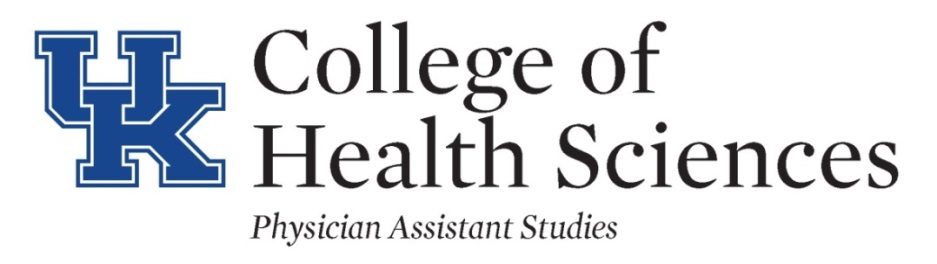 UK
College of
Health Sciences
Physician Assistant Studies